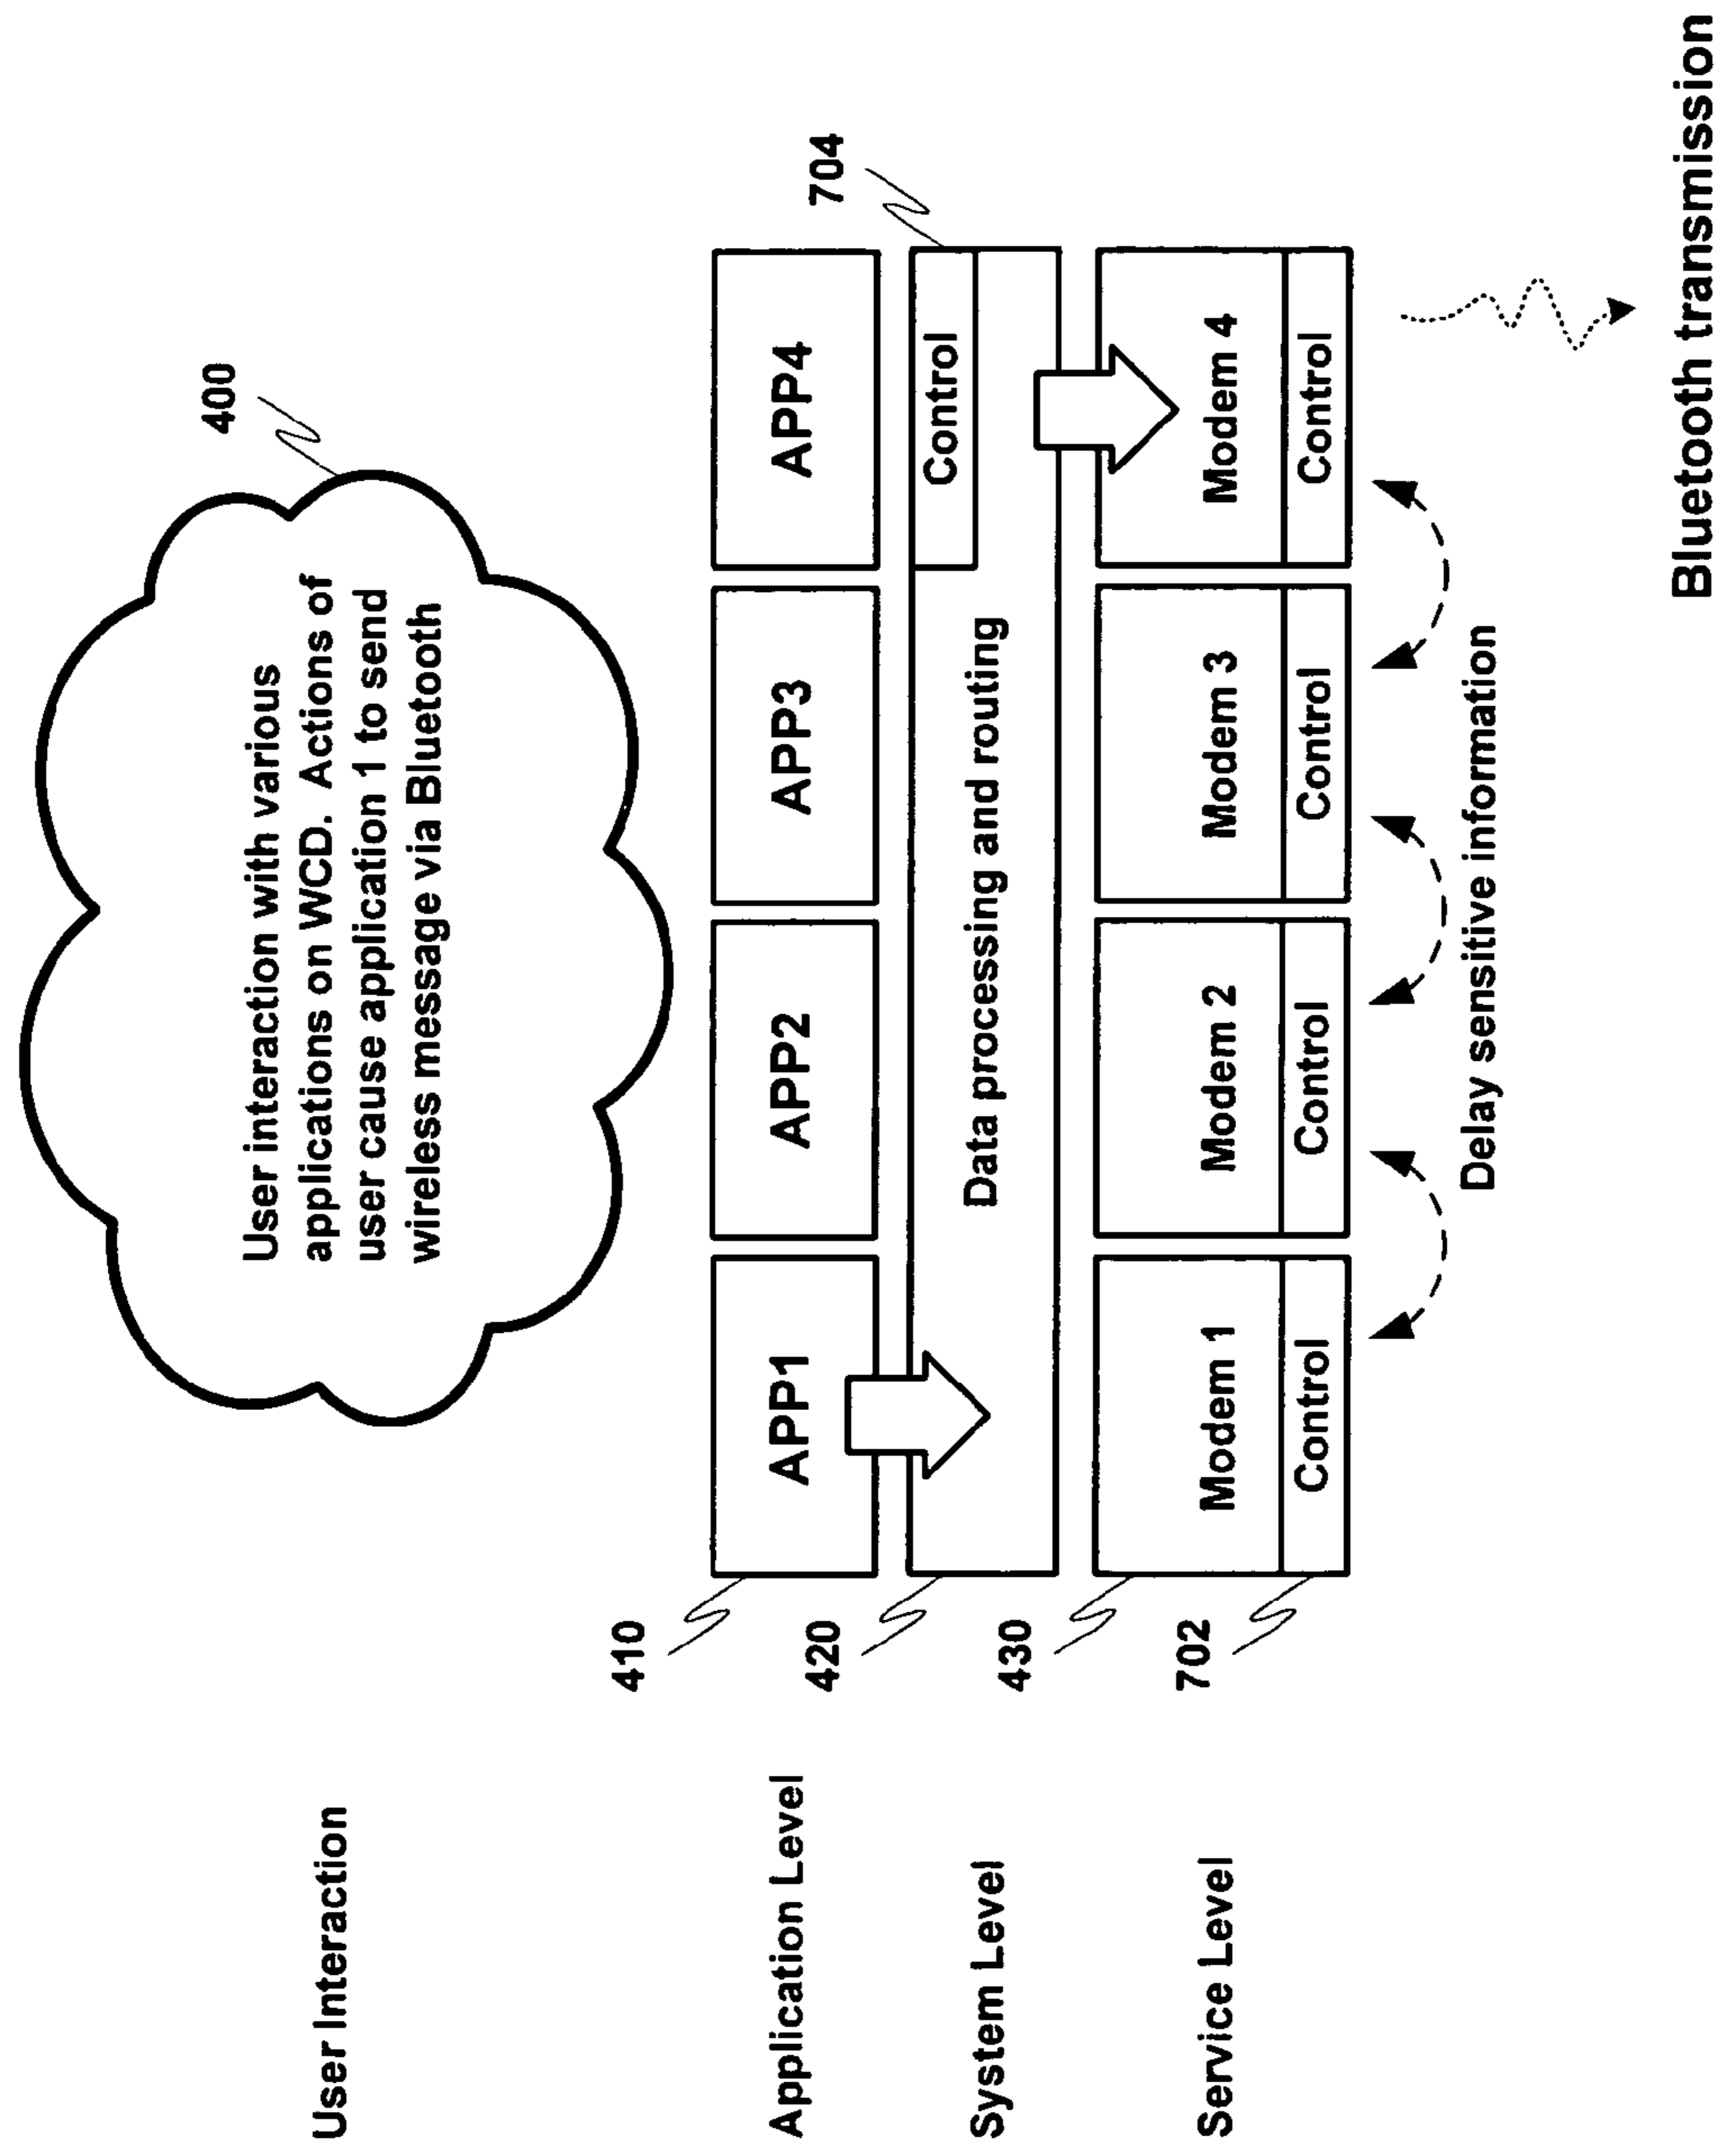 400
User Interaction
User interaction with various
applications on WCD. Actions of
user cause application 1 to send
wireless message via Bluetooth
410
Application Level
APP1
APP2
APP3
APP4
704
420
System Level
Data processing and routing
Control
430
Service Level
Modem 1
Modem 2
Modem 3
Modem 4
702
Control
Control
Control
Control
Delay sensitive information
Bluetooth transmission